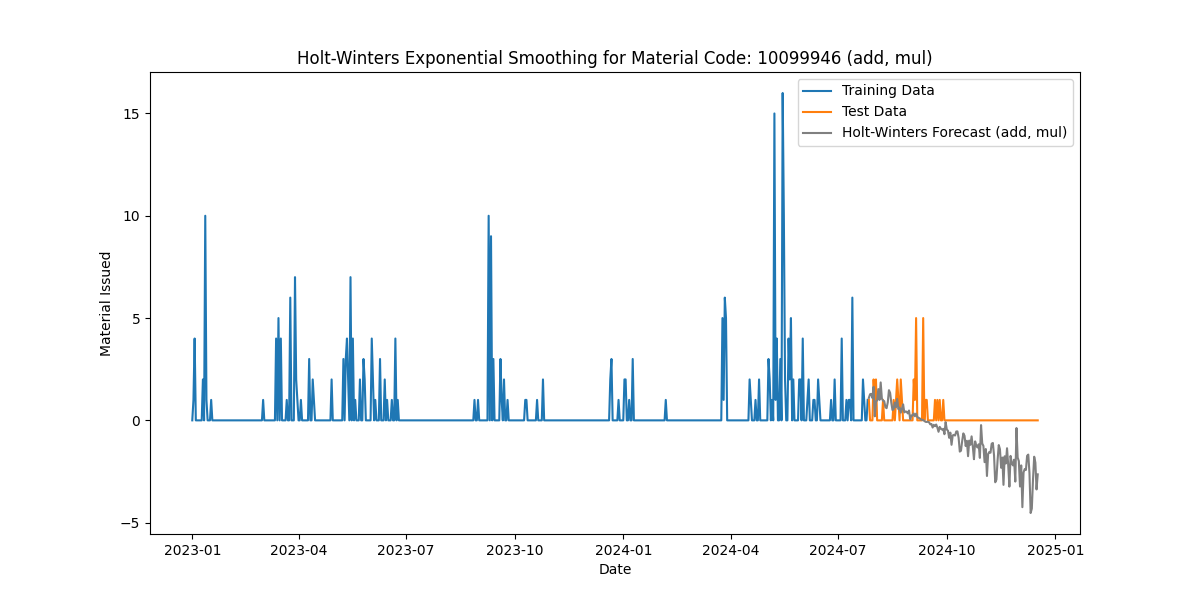 Holt-Winters Exponential Smoothing for Material Code: 10099946 (add, mul)
Training Data
Test Data
Holt-Winters Forecast (add, mul)
Material Issued
15
10
5
0
−5
2023-01
2023-04
2023-07
2023-10
2024-01
2024-04
2024-07
2024-10
2025-01
Date